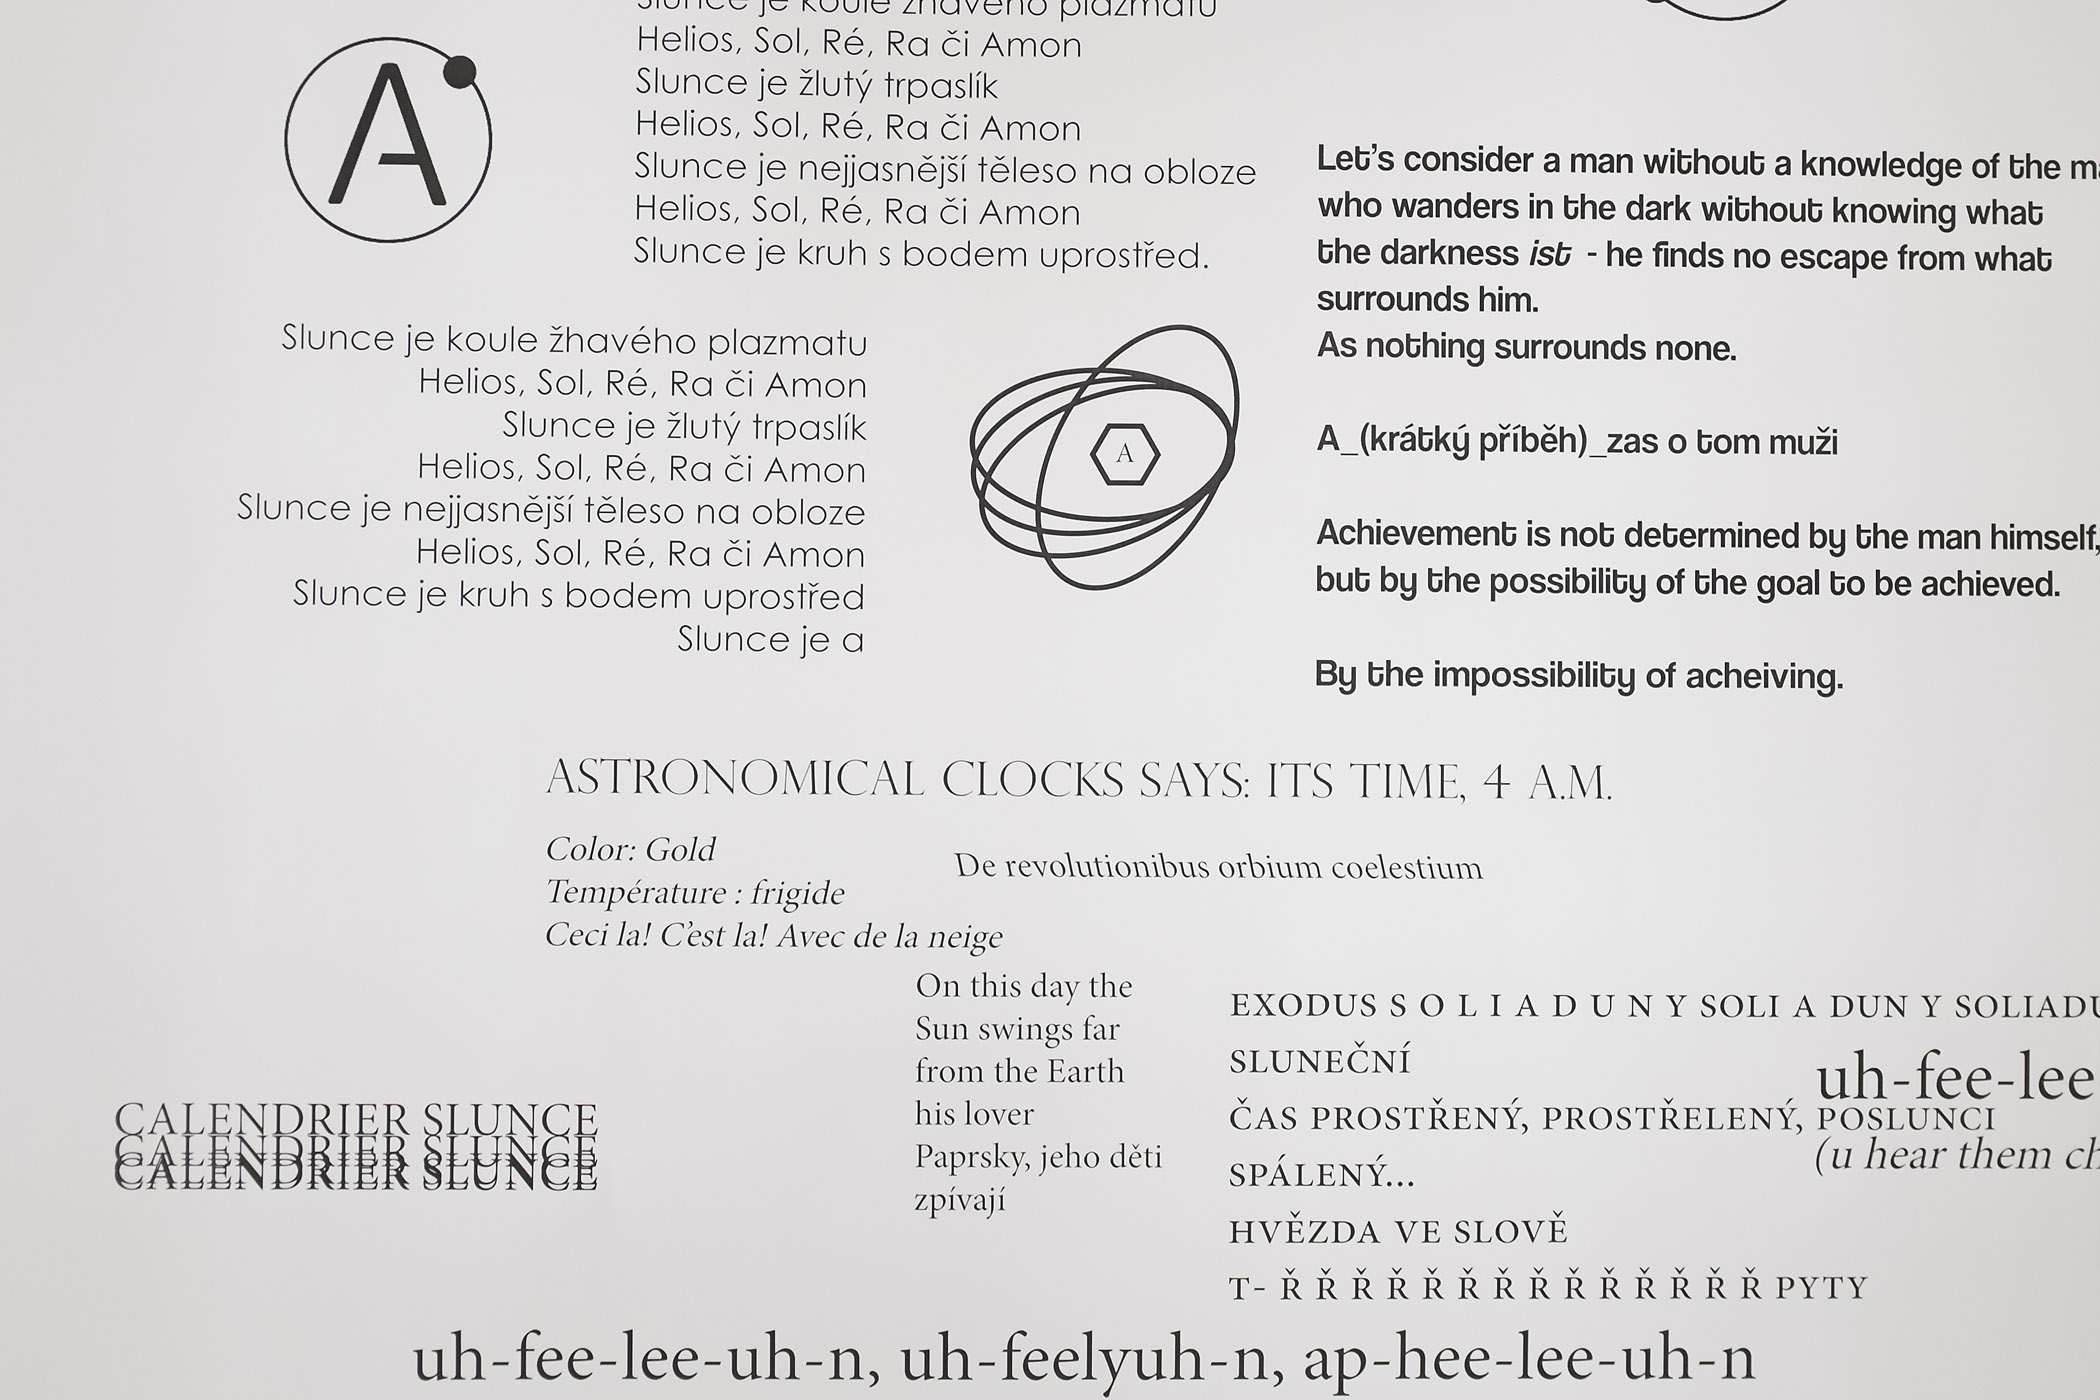 Slunce je koule žhavého plazmatu
Helios, Sol, Ré, Ra či Amon
Slunce je žlutý trpaslík
Helios, Sol, Ré, Ra či Amon
Slunce je nejjasnější těleso na obloze
Helios, Sol, Ré, Ra či Amon
Slunce je kruh s bodem uprostřed.
A
Slunce je koule žhavého plazmatu
Helios, Sol, Ré, Ra či Amon
Slunce je žlutý trpaslík
Helios, Sol, Ré, Ra či Amon
Slunce je nejjasnější těleso na obloze
Helios, Sol, Ré, Ra či Amon
Slunce je kruh s bodem uprostřed
Slunce je a
A
Let's consider a man without a knowledge of the
who wanders in the dark without knowing what
the darkness ist - he finds no escape from what
surrounds him.
As nothing surrounds none.
A_(krátký příběh)_zas o tom muži
Achievement is not determined by the man himself,
but by the possibility of the goal to be achieved.
By the impossibility of acheiving.
ASTRONOMICAL CLOCKS SAYS: ITS TIME, 4 A.M.
Color: Gold
Température : frigide
Ceci la! C'est la! Avec de la neige
De revolutionibus orbium coelestium
On this day the
Sun swings far
from the Earth
his lover
Paprsky, jeho děti
zpívají
EXODUS S O L I A D U N Y SOLI A DUN Y SOLIADU
SLUNEČNÍ
ČAS PROSTŘENÝ, PROSTŘELENÝ, POSLUNCI
SPÁLENÝ...
HVĚZDA VE SLOVĚ
T- Ř Ř Ř Ř Ř Ř Ř Ř Ř Ř Ř Ř Ř Ř PYTY
uh-fee-lee
(u hear them ch
CALENDRIER SLUNCE
CALENDRIER SLUNCE
CALENDRIER SLUNCE
uh-fee-lee-uh-n, uh-feelyuh-n, ap-hee-lee-uh-n